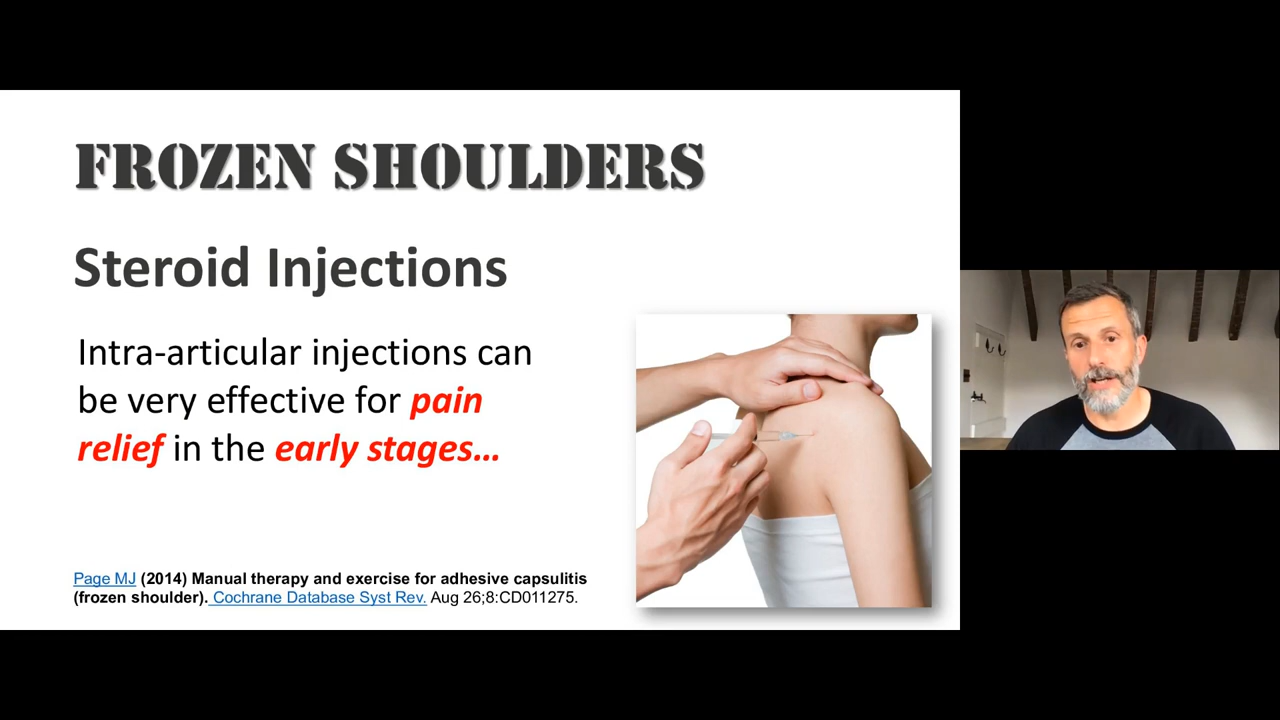 FROZEN SHOULDERS
Steroid Injections
Intra-articular injections can
be very effective for pain
relief in the early stages...
Page MJ (2014) Manual therapy and exercise for adhesive capsulitis
(frozen shoulder). Cochrane Database Syst Rev. Aug 26;8:CD011275.